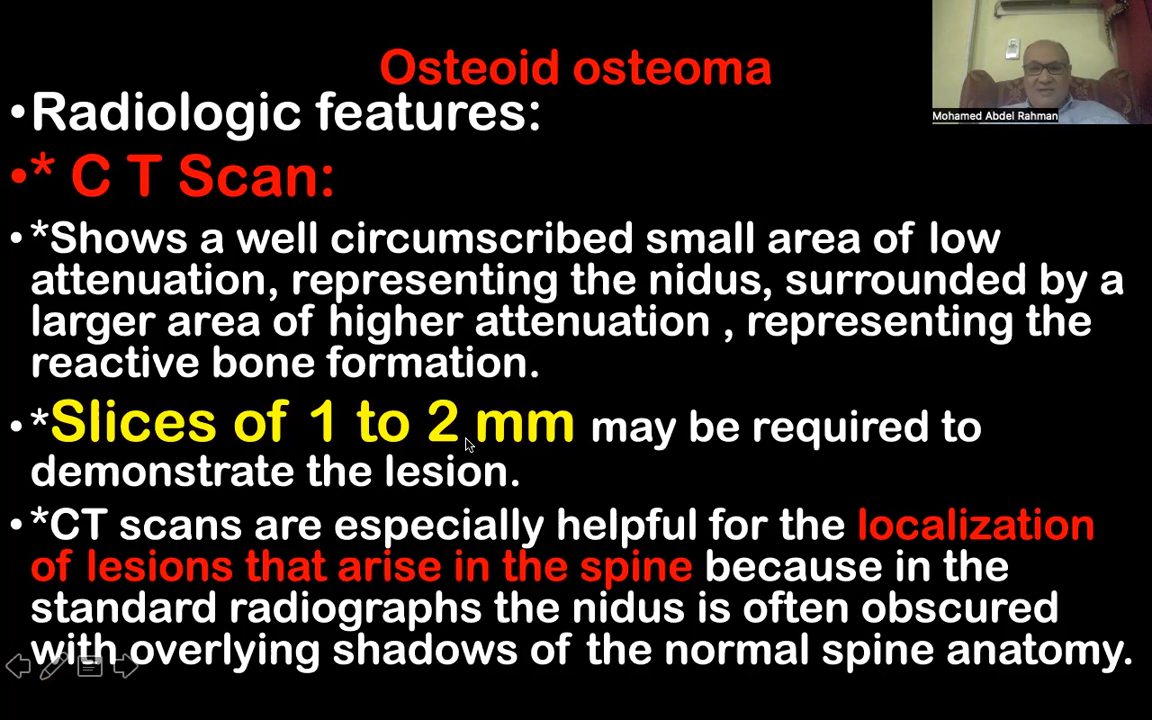 Osteoid osteoma
Mohamed Abdel Rahman
•Radiologic features:
•* C T Scan:
• *Shows a well circumscribed small area of low
attenuation, representing the nidus, surrounded by a
larger area of higher attenuation , representing the
reactive bone formation.
• *Slices of 1 to 2 mm may be required to
demonstrate the lesion.
• *CT scans are especially helpful for the localization
of lesions that arise in the spine because in the
standard radiographs the nidus is often obscured
with overlying shadows of the normal spine anatomy.